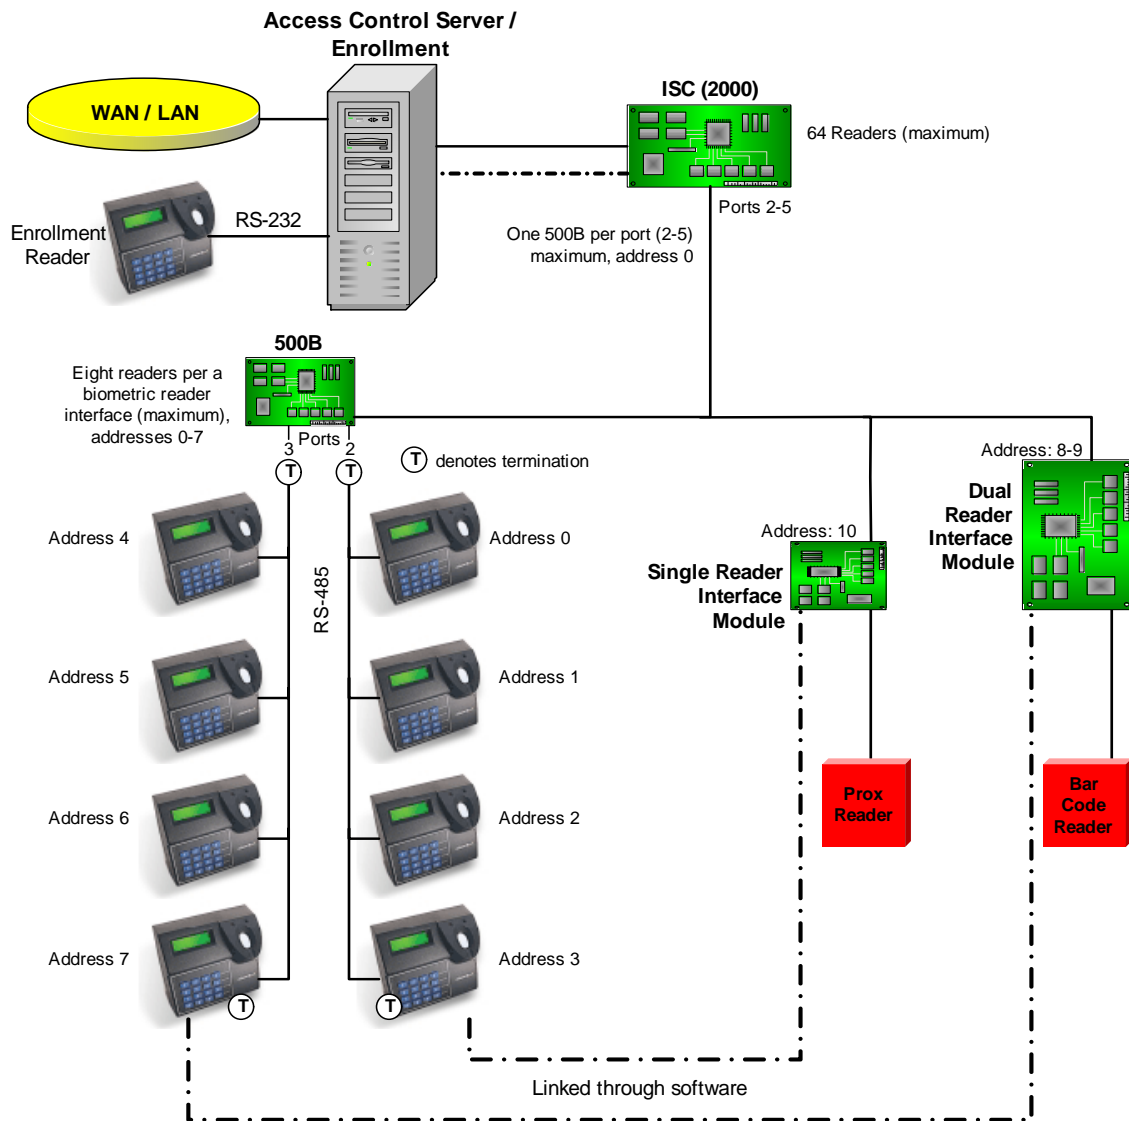 Access Control Server /
Enrollment
WAN / LAN
ISC (2000)
64 Readers (maximum)
Ports 2-5
RS-232
Enrollment
Reader
One 500B per port (2-5)
maximum, address 0
500B
Eight readers per a
biometric reader
interface (maximum),
addresses 0-7
Ports
3
2
T
T
T denotes termination
Address: 8-9
Dual
Reader
Interface
Module
Address: 10
Single Reader
Interface
Module
Address 4
Address 0
RS-485
Address 5
Address 1
Address 6
Address 2
Prox
Reader
Bar
Code
Reader
Address 7
Address 3
T
T
Linked through software